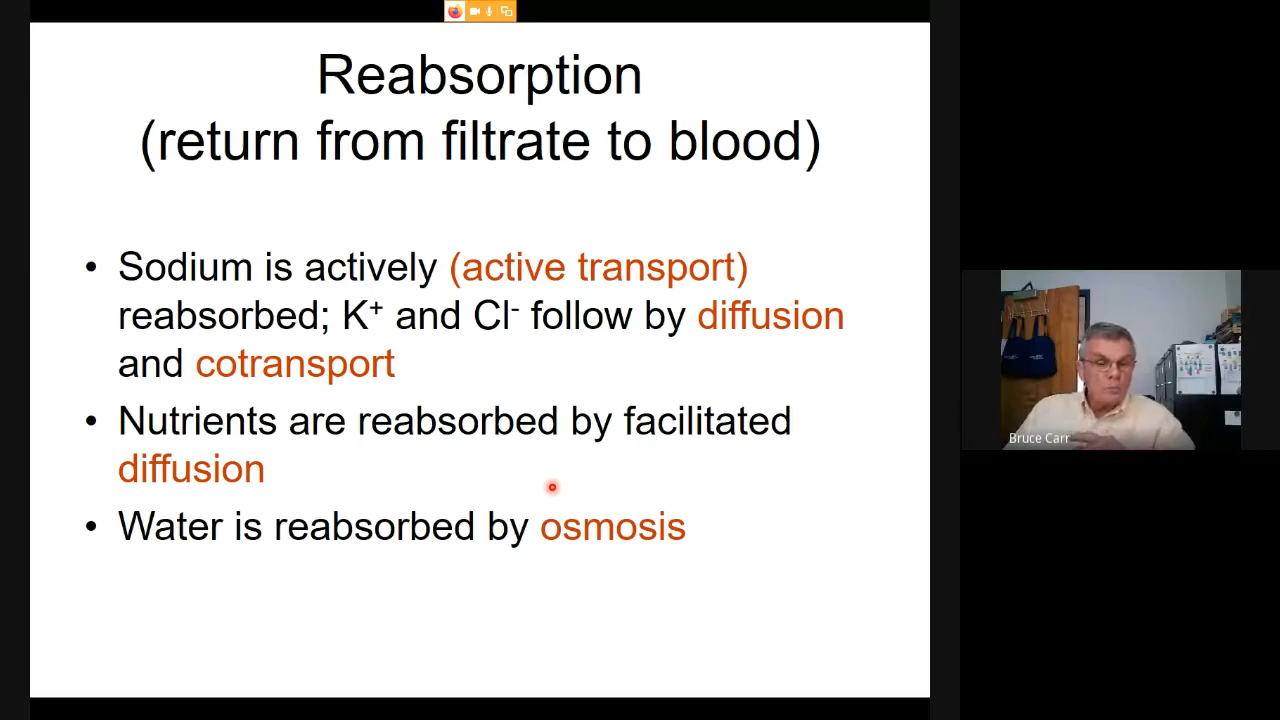 Reabsorption
(return from filtrate to blood)
• Sodium is actively (active transport)
reabsorbed; K⁺ and Cl⁻ follow by diffusion
and cotransport
• Nutrients are reabsorbed by facilitated
diffusion
• Water is reabsorbed by osmosis
Bruce Carr